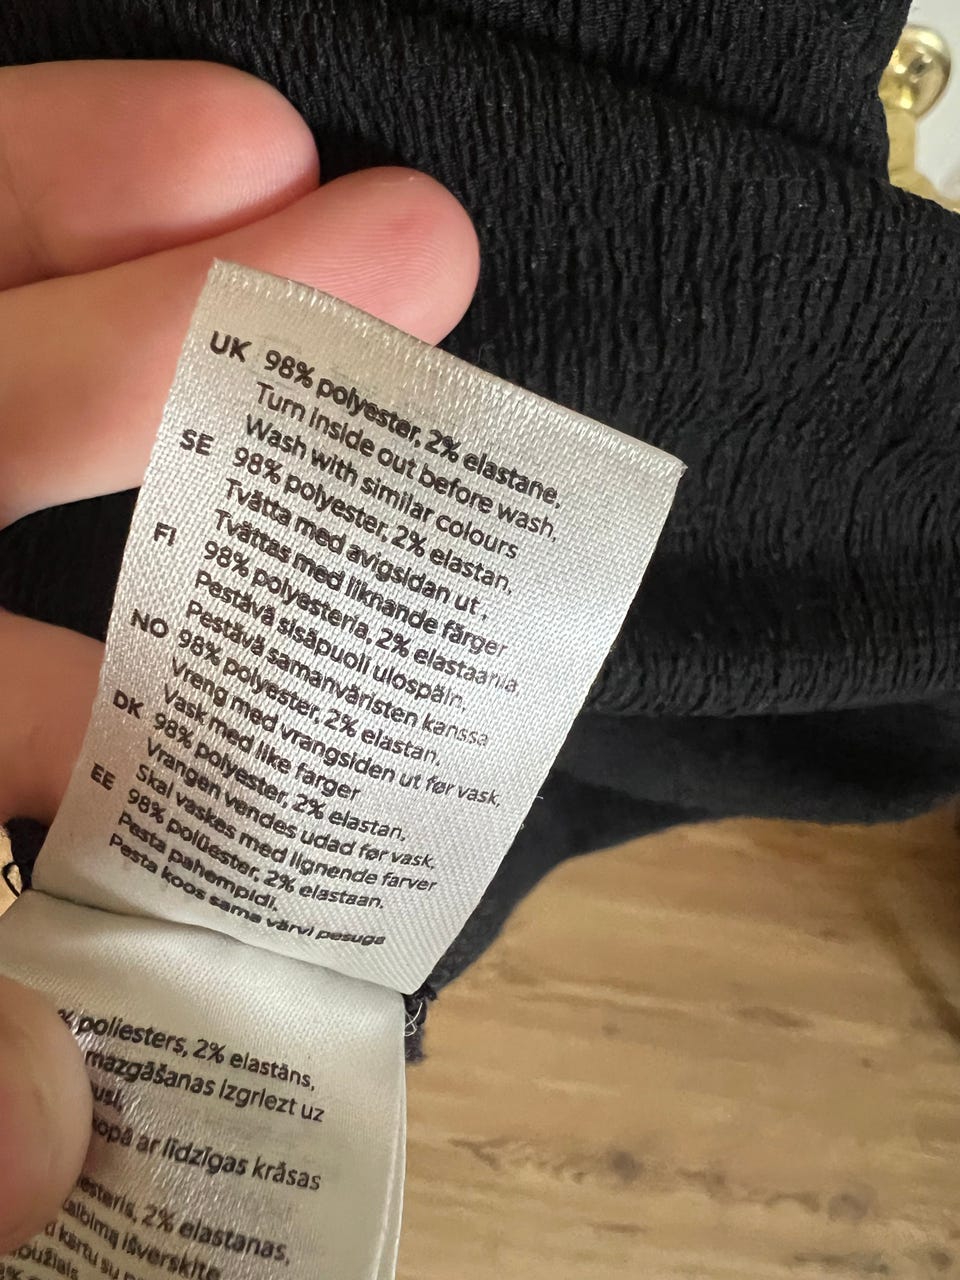 UK 98% polyester, 2% elastane,
Turn inside out before wash,
Wash with similar colours
SE 98% polyester, 2% elastan,
Tvätta med avigsidan ut,
Tvättas med liknande färger
FI 98% polyesteria, 2% elastaania
Pestävä sisäpuoli ulospäin,
Pestävä samanväristen kanssa
NO 98% polyester, 2% elastan.
Vreng med vrangsiden ut før vask.
Vask med like farger
DK 98% polyester, 2% elastan.
Vrangen vendes udad før vask.
Skal vaskes med lignende farver
EE 98% polüester, 2% elastaan.
Pesta pahempidi.
Pesta koos sama värvi pesuga
% poliesters, 2% elastāns,
mazgāšanas izgriezt uz
ar līdzīgas krāsas
2% elastanas,
išverskite
kartu su